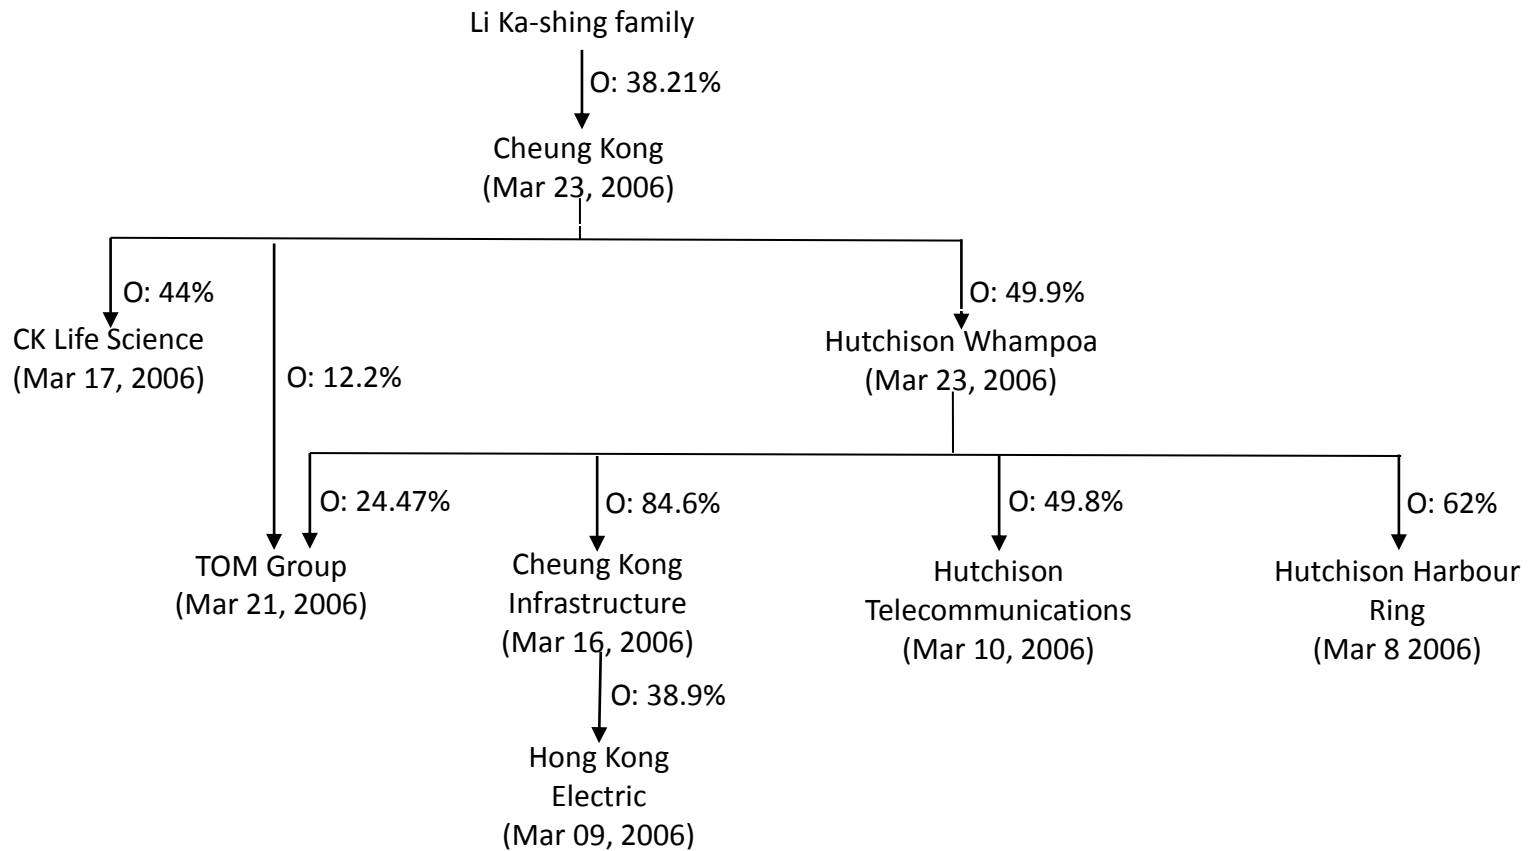 Li Ka-shing family
O: 38.21%
Cheung Kong
(Mar 23, 2006)
O: 44%
O: 49.9%
CK Life Science
(Mar 17, 2006)
O: 12.2%
Hutchison Whampoa
(Mar 23, 2006)
O: 24.47%
O: 84.6%
O: 49.8%
O: 62%
TOM Group
(Mar 21, 2006)
Cheung Kong
Infrastructure
(Mar 16, 2006)
Hutchison
Telecommunications
(Mar 10, 2006)
Hutchison Harbour
Ring
(Mar 8 2006)
O: 38.9%
Hong Kong
Electric
(Mar 09, 2006)